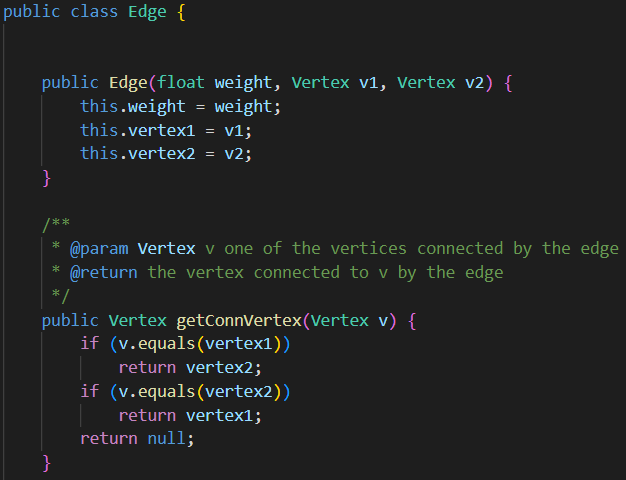 public class Edge {
public Edge(float weight, Vertex v1, Vertex v2) {
this.weight = weight;
this.vertex1 = v1;
this.vertex2 = v2;
}
/**
* @param Vertex v one of the vertices connected by the edge
* @return the vertex connected to v by the edge
*/
public Vertex getConnVertex(Vertex v) {
if (v.equals(vertex1))
return vertex2;
if (v.equals(vertex2))
return vertex1;
return null;
}